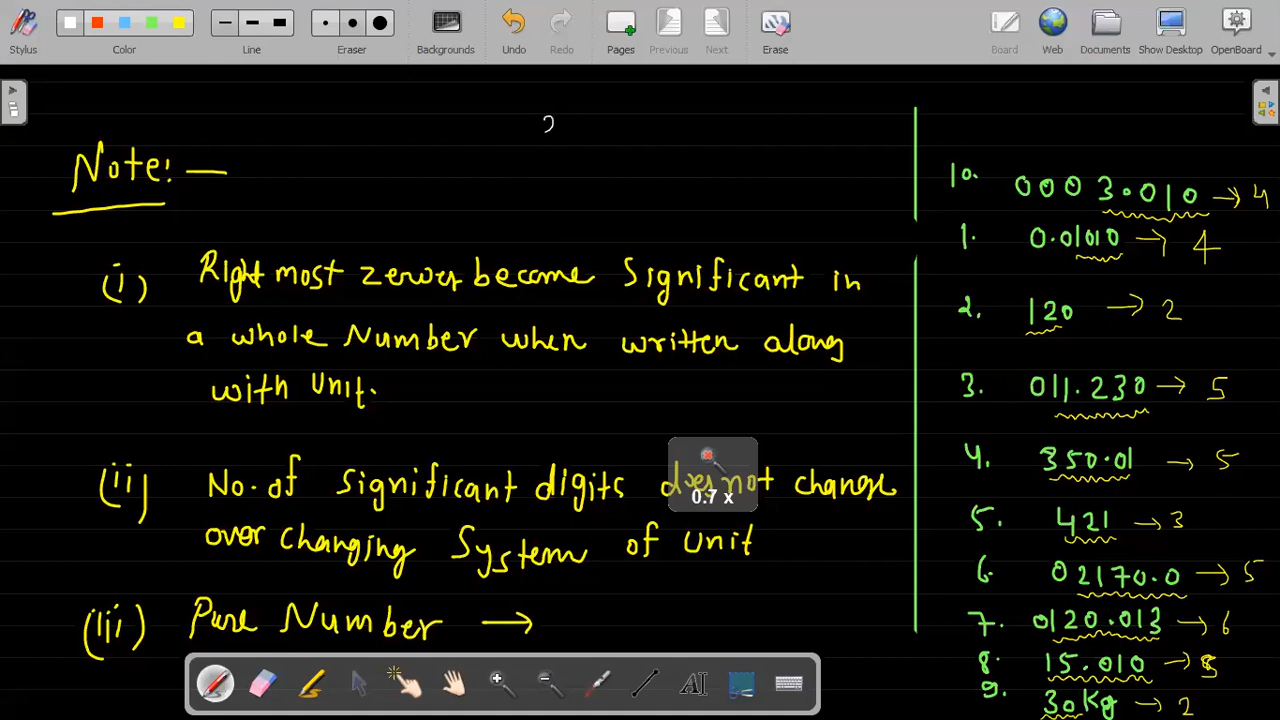 Stylus
Color
Line
Eraser
Backgrounds
Undo
Redo
Pages
Previous
Next
Erase
Board
Web
Documents
Show Desktop
OpenBoard
Note:—
(i) Right most zeroes become Significant in
a whole Number when written along
with Unit.
(ii) No. of significant digits does not change
over changing System of unit
(iii) Pure Number →
0.7 x
10. 0003.010 → 4
1. 0.01010 → 4
2. 120 → 2
3. 011.230 → 5
4. 350.01 → 5
5. 421 → 3
6. 02170.0 → 5
7. 0120.013 → 6
8. 15.010 → 5
9. 30Kg → 2